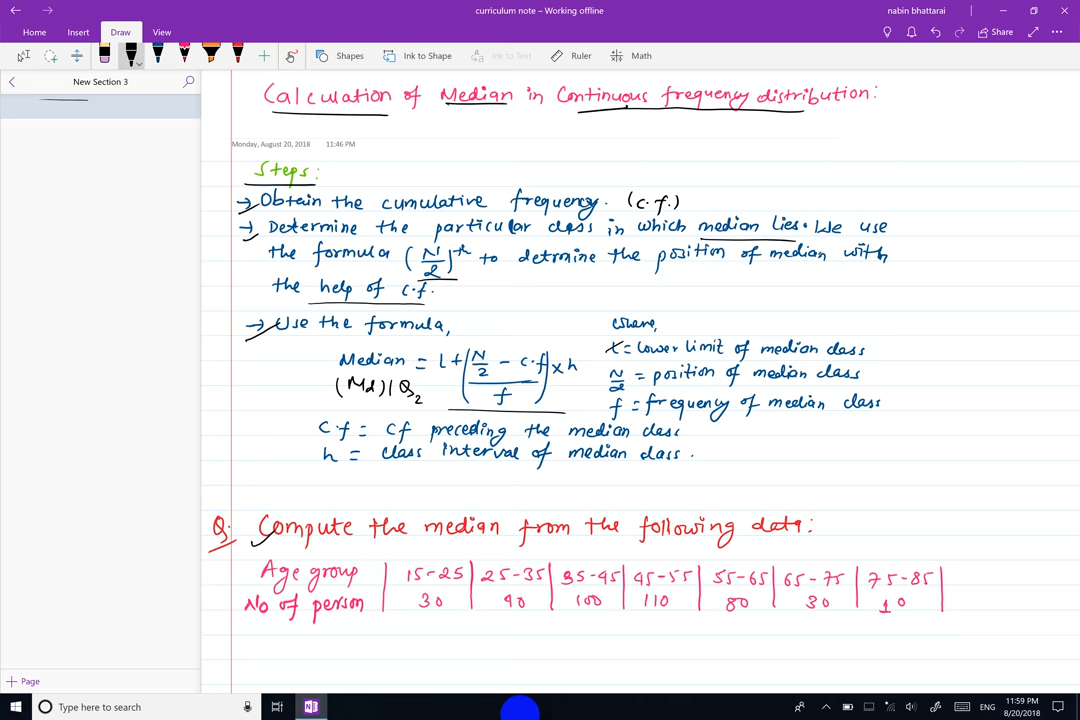 curriculum note – Working offline
nabin bhattarai
Home Insert Draw View
Share
Shapes Ink to Shape Ink to Text Ruler Math
New Section 3
Calculation of Median in Continuous frequency distribution:
Monday, August 20, 2018 11:46 PM
Steps:
→ Obtain the cumulative frequency. (c.f.)
→ Determine the particular class in which median lies. We use
the formula (N/2)^th to detrmine the position of median with
the help of c.f.
→ Use the formula, where,
Median = l + ((N/2 - c.f)/f) × h
(Md) | Q₂
l = lower limit of median class
N/2 = position of median class
f = frequency of median class
c.f = cf preceding the median class
h = class interval of median class.
Q. Compute the median from the following data:
Age group | 15-25 | 25-35 | 35-45 | 45-55 | 55-65 | 65-75 | 75-85 |
No of person | 30 | 40 | 100 | 110 | 80 | 30 | 10 |
+ Page
Type here to search
ENG
11:59 PM
8/20/2018